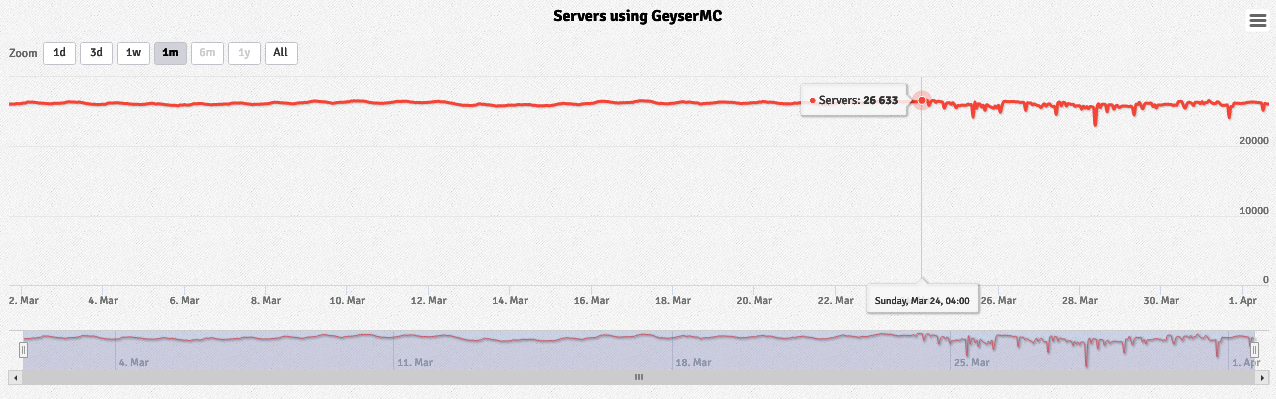 Servers using GeyserMC
Zoom 1d 3d 1w 1m 6m 1y All
Servers: 26 633
20000
10000
0
2. Mar 4. Mar 6. Mar 8. Mar 10. Mar 12. Mar 14. Mar 16. Mar 18. Mar 20. Mar 22. Mar 26. Mar 28. Mar 30. Mar 1. Apr
Sunday, Mar 24, 04:00
4. Mar 11. Mar 18. Mar 25. Mar 1. Apr